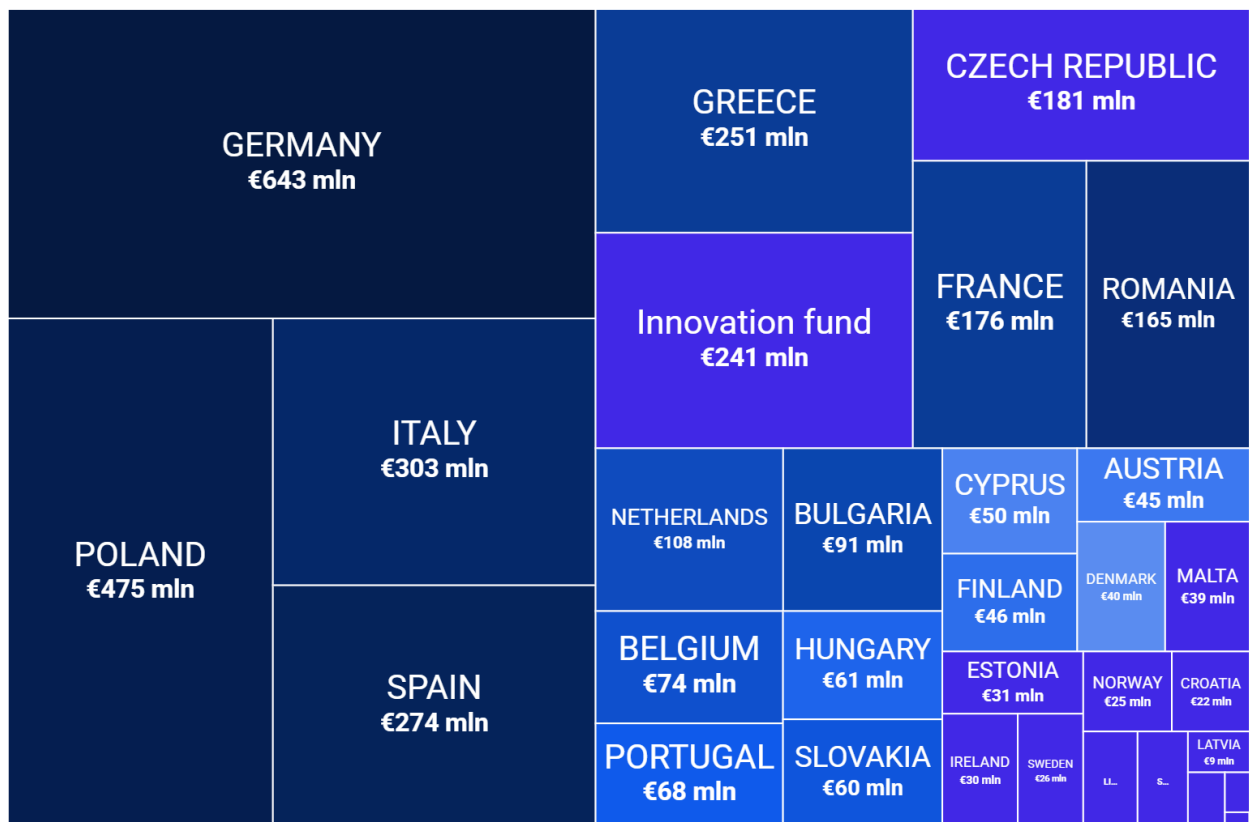 GERMANY
€643 mln
POLAND
€475 mln
ITALY
€303 mln
SPAIN
€274 mln
GREECE
€251 mln
Innovation fund
€241 mln
CZECH REPUBLIC
€181 mln
FRANCE
€176 mln
ROMANIA
€165 mln
NETHERLANDS
€108 mln
BULGARIA
€91 mln
BELGIUM
€74 mln
PORTUGAL
€68 mln
HUNGARY
€61 mln
SLOVAKIA
€60 mln
CYPRUS
€50 mln
FINLAND
€46 mln
AUSTRIA
€45 mln
DENMARK
€40 mln
MALTA
€39 mln
ESTONIA
€31 mln
IRELAND
€30 mln
SWEDEN
€26 mln
NORWAY
€25 mln
CROATIA
€22 mln
LI...
S...
LATVIA
€9 mln